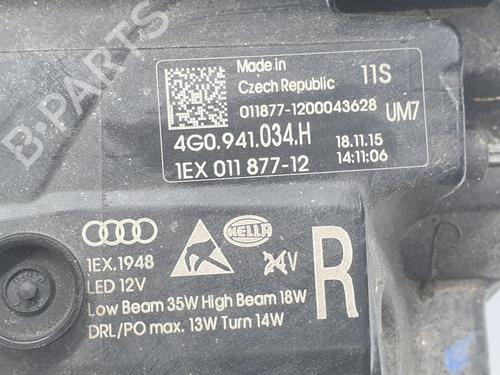 B-PARTS
Made in
Czech Republic 11S
011877-1200043628 UM7
4G0.941.034.H 18.11.15
1EX 011 877-12 14:11:06
HELLA
1EX.1948 24V
LED 12V R
Low Beam 35W High Beam 18W
DRL/PO max. 13W Turn 14W